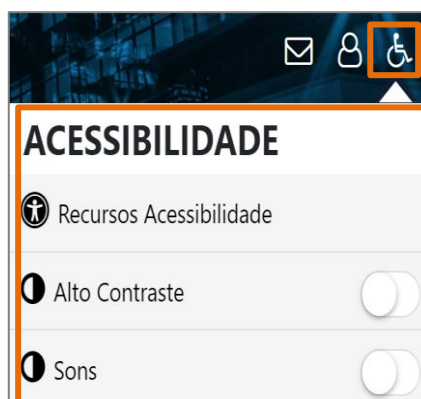 ACESSIBILIDADE
Recursos Acessibilidade
Alto Contraste
Sons